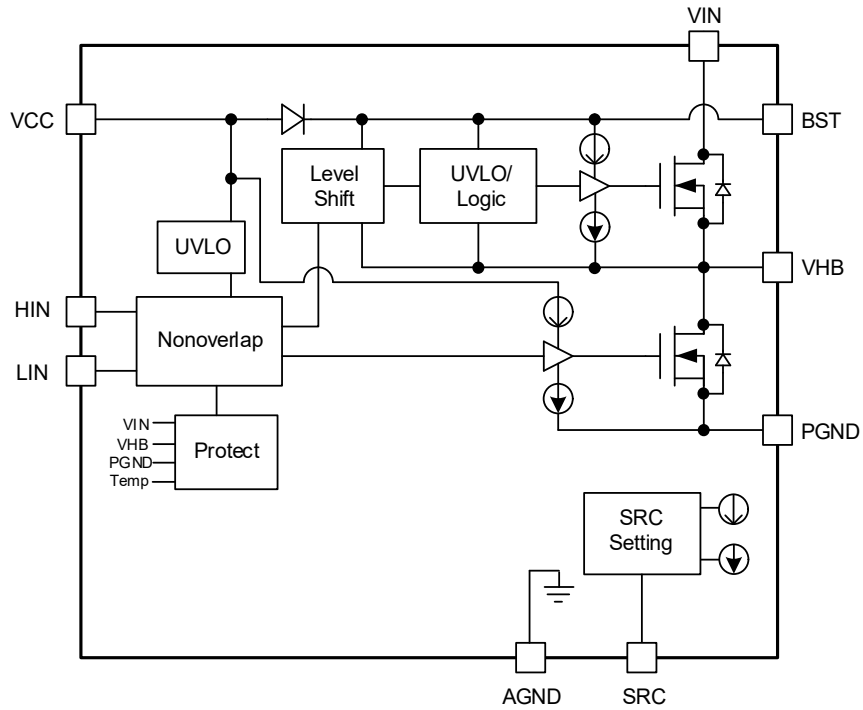 VIN
VCC
BST
Level
Shift
UVLO/
Logic
UVLO
VHB
HIN
Nonoverlap
LIN
VIN
VHB
PGND
Temp
Protect
PGND
SRC
Setting
AGND
SRC